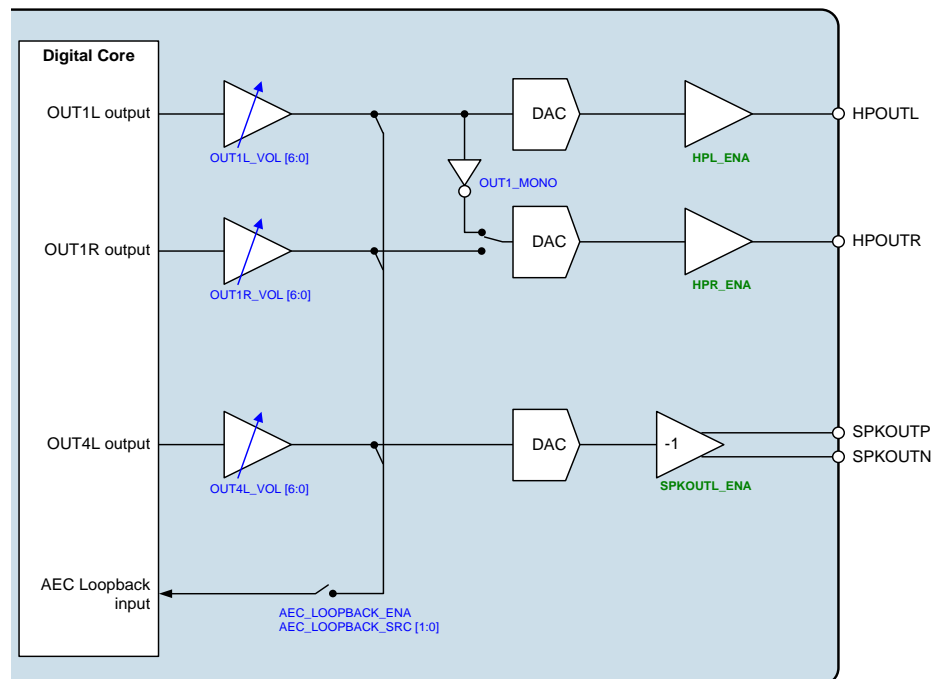 Digital Core
OUT1L output
OUT1L_VOL [6:0]
DAC
HPL_ENA
HPOUTL
OUT1_MONO
OUT1R output
OUT1R_VOL [6:0]
DAC
HPR_ENA
HPOUTR
OUT4L output
OUT4L_VOL [6:0]
DAC
-1
SPKOUTL_ENA
SPKOUTP
SPKOUTN
AEC Loopback
input
AEC_LOOPBACK_ENA
AEC_LOOPBACK_SRC [1:0]